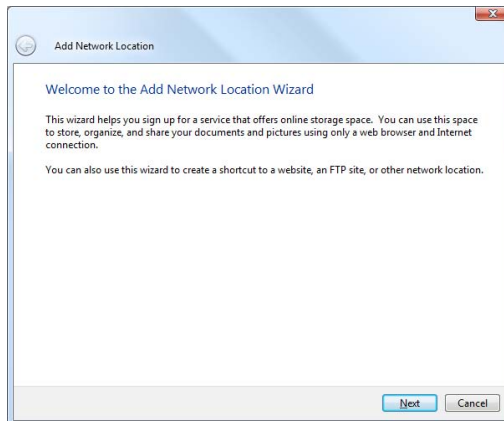 Add Network Location
Welcome to the Add Network Location Wizard
This wizard helps you sign up for a service that offers online storage space.  You can use this space
to store, organize, and share your documents and pictures using only a web browser and Internet
connection.
You can also use this wizard to create a shortcut to a website, an FTP site, or other network location.
Next
Cancel